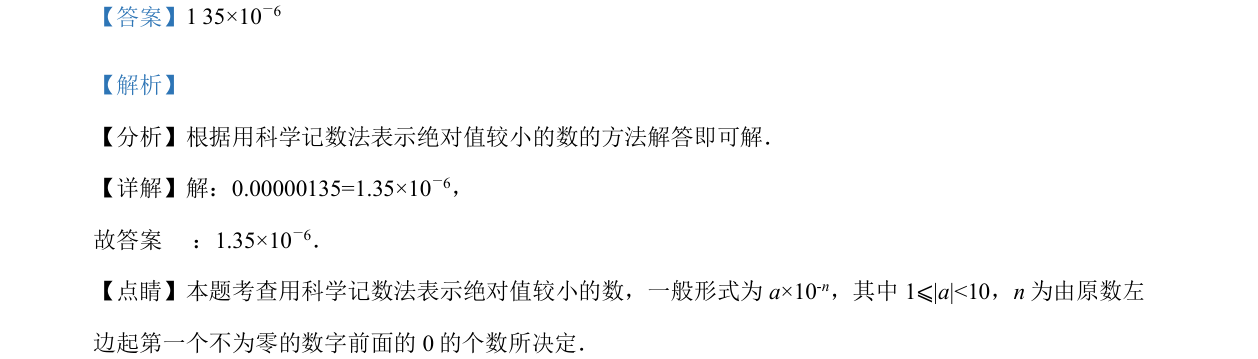 【答案】1 35×10⁻⁶
【解析】
【分析】根据用科学记数法表示绝对值较小的数的方法解答即可解．
【详解】解：0.00000135=1.35×10⁻⁶，
故答案 ：1.35×10⁻⁶．
【点睛】本题考查用科学记数法表示绝对值较小的数，一般形式为 a×10⁻ⁿ，其中 1⩽|a|<10，n 为由原数左
边起第一个不为零的数字前面的 0 的个数所决定．